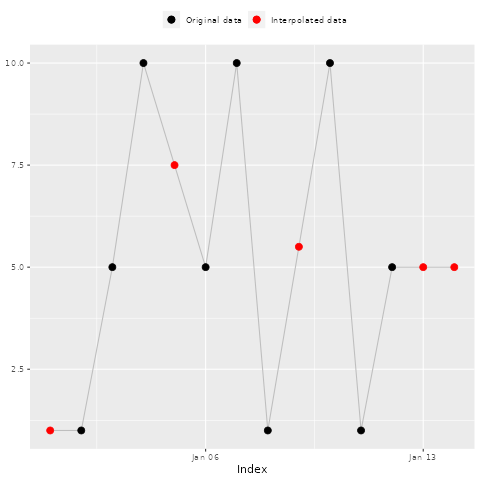 Original data Interpolated data
10.0
7.5
5.0
2.5
Jan 06 Jan 13
Index